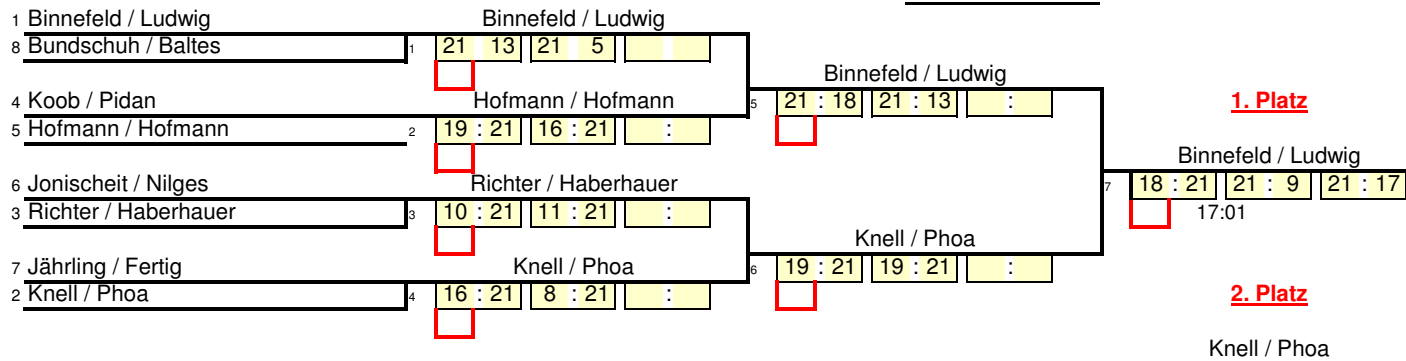 1 Binnefeld / Ludwig Binnefeld / Ludwig
8 Bundschuh / Baltes 1 21 13 21 5
Binnefeld / Ludwig
4 Koob / Pidan Hofmann / Hofmann 5 21 : 18 21 : 13 : 1. Platz
5 Hofmann / Hofmann 2 19 : 21 16 : 21 :
Binnefeld / Ludwig
6 Jonischeit / Nilges Richter / Haberhauer 7 18 : 21 21 : 9 21 : 17
3 Richter / Haberhauer 3 10 : 21 11 : 21 : 17:01
Knell / Phoa
7 Jährling / Fertig Knell / Phoa 6 19 : 21 19 : 21 :
2 Knell / Phoa 4 16 : 21 8 : 21 : 2. Platz
Knell / Phoa